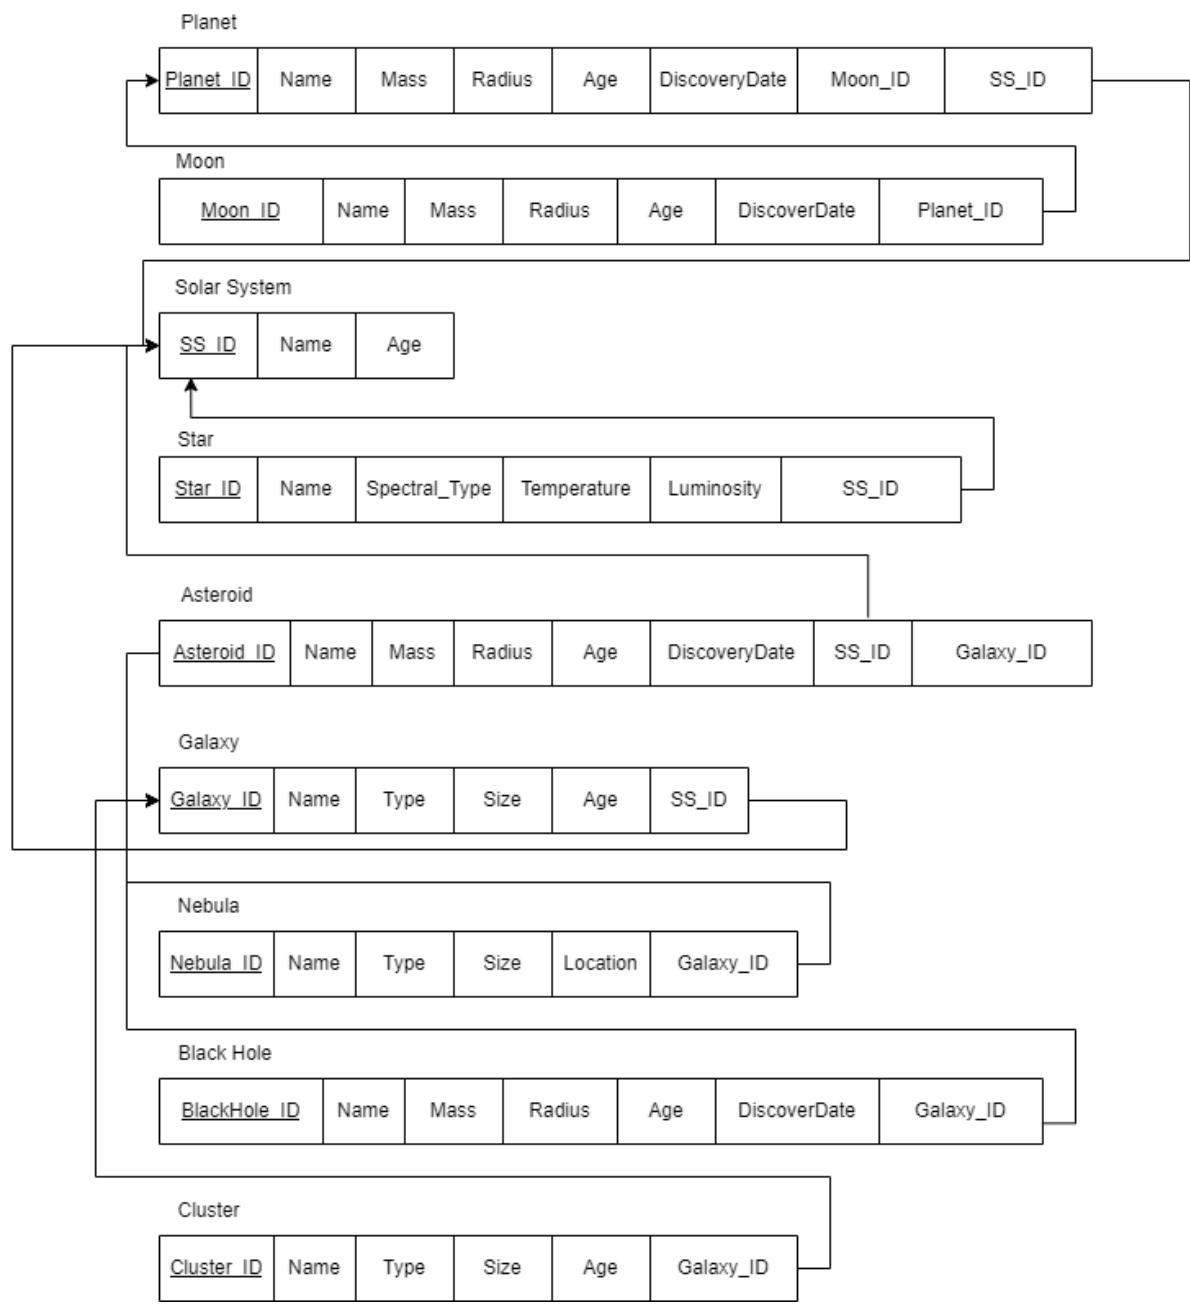 Planet
Planet_ID Name Mass Radius Age DiscoveryDate Moon_ID SS_ID
Moon
Moon_ID Name Mass Radius Age DiscoverDate Planet_ID
Solar System
SS_ID Name Age
Star
Star_ID Name Spectral_Type Temperature Luminosity SS_ID
Asteroid
Asteroid_ID Name Mass Radius Age DiscoveryDate SS_ID Galaxy_ID
Galaxy
Galaxy_ID Name Type Size Age SS_ID
Nebula
Nebula_ID Name Type Size Location Galaxy_ID
Black Hole
BlackHole_ID Name Mass Radius Age DiscoverDate Galaxy_ID
Cluster
Cluster_ID Name Type Size Age Galaxy_ID